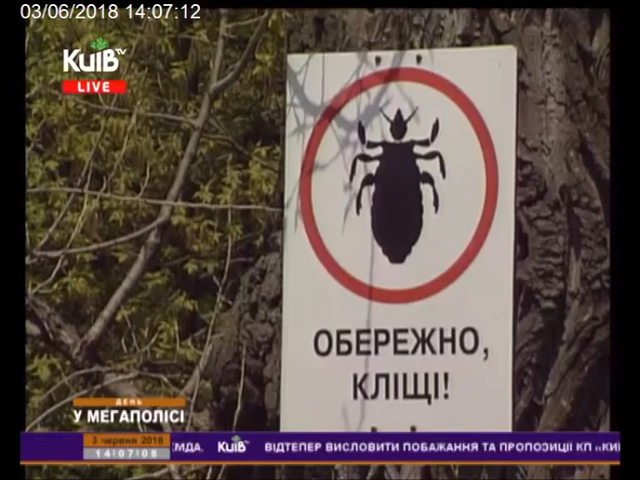 03/06/2018 14:07:12
КиїВ TV
LIVE
ОБЕРЕЖНО,
КЛІЩІ!
ДЕНЬ
У МЕГАПОЛІСІ
3 червня 2018
14:07:08
КиїВ ВІДТЕПЕР ВИСЛОВИТИ ПОБАЖАННЯ ТА ПРОПОЗИЦІЇ КП «